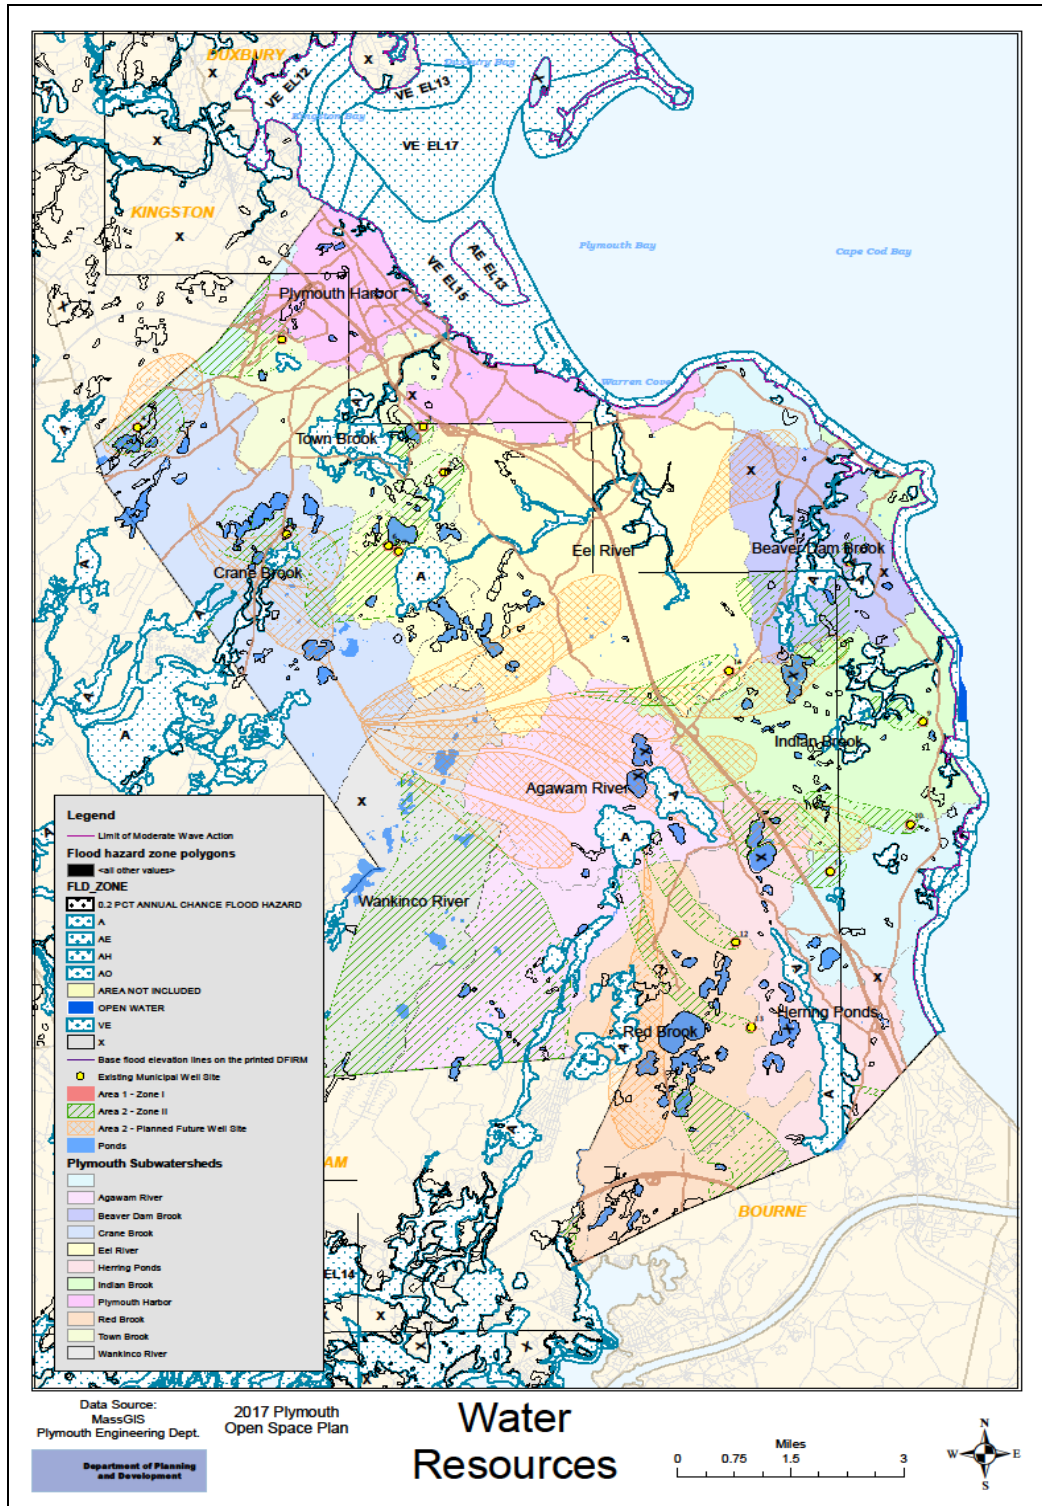 DUXBURY
X
X
Duxbury Bay
VE EL12
VE EL13
X
Kingston Bay
X
VE EL17
KINGSTON
X
Plymouth Bay
Cape Cod Bay
AE EL13
VE EL15
Plymouth Harbor
X
Warren Cove
X
A
A
Town Brook
X
Eel River
Beaver Dam Brook
A
A
A
X
Crane Brook
A
A
A
14
X
9
A
Indian Brook
X
Agawam River
X
A
X
10
A
X
Wankinco River
12
A
X
13
Herring Ponds
X
Red Brook
A
A
A
AM
BOURNE
EL14
X
X
X
X
Legend
Limit of Moderate Wave Action
Flood hazard zone polygons
<all other values>
FLD_ZONE
0.2 PCT ANNUAL CHANCE FLOOD HAZARD
A
AE
AH
AO
AREA NOT INCLUDED
OPEN WATER
VE
X
Base flood elevation lines on the printed DFIRM
Existing Municipal Well Site
Area 1 - Zone I
Area 2 - Zone II
Area 2 - Planned Future Well Site
Ponds
Plymouth Subwatersheds
Agawam River
Beaver Dam Brook
Crane Brook
Eel River
Herring Ponds
Indian Brook
Plymouth Harbor
Red Brook
Town Brook
Wankinco River
Data Source:
MassGIS
Plymouth Engineering Dept.
Department of Planning
and Development
2017 Plymouth
Open Space Plan
Water
Resources
Miles
0 0.75 1.5 3
N
W E
S